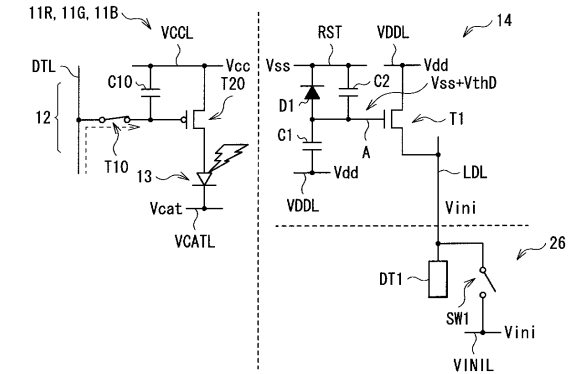 11R, 11G, 11B
VCCL
DTL
Vcc
C10
T20
12
T10
13
Vcat
VCATL
14
RST
VDDL
Vss
Vdd
C2
Vss+VthD
D1
T1
C1
A
Vdd
LDL
VDDL
Vini
26
DT1
SW1
Vini
VINIL